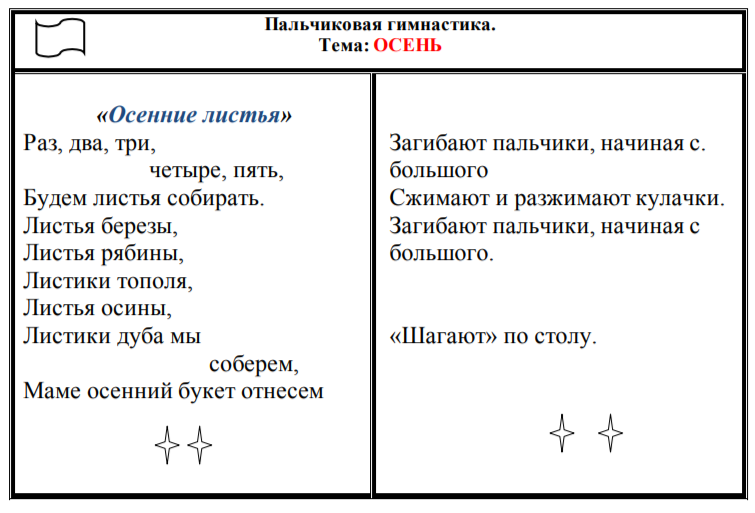 Пальчиковая гимнастика.
Тема: ОСЕНЬ
«Осенние листья»
Раз, два, три,
четыре, пять,
Будем листья собирать.
Листья березы,
Листья рябины,
Листики тополя,
Листья осины,
Листики дуба мы
соберем,
Маме осенний букет отнесем
Загибают пальчики, начиная с.
большого
Сжимают и разжимают кулачки.
Загибают пальчики, начиная с
большого.
«Шагают» по столу.